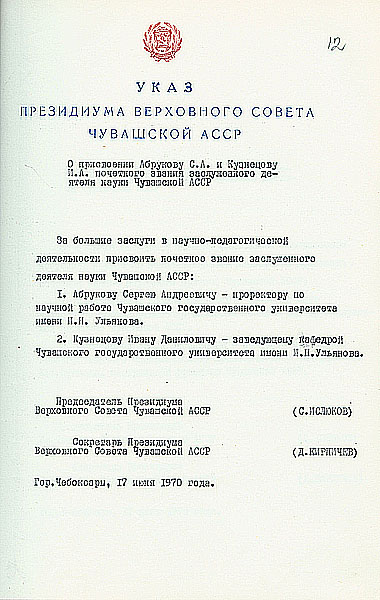 12
УКАЗ
ПРЕЗИДИУМА ВЕРХОВНОГО СОВЕТА
ЧУВАШСКОЙ АССР
О присвоении Абрукову С.А. и Кузнецову
И.А. почетного звания заслуженного де-
ятеля науки Чувашской АССР
За большие заслуги в научно-педагогической
деятельности присвоить почетное звание заслуженного
деятеля науки Чувашской АССР:
1. Абрукову Сергею Андреевичу - проректору по
научной работе Чувашского государственного университета
имени И.Н. Ульянова.
2. Кузнецову Ивану Даниловичу - заведующему кафедрой
Чувашского государственного университета имени И.Н.Ульянова.
Председатель Президиума
Верховного Совета Чувашской АССР (С.ИСЛЮКОВ)
Секретарь Президиума
Верховного Совета Чувашской АССР (Д.КИРПИЧЕВ)
Гор.Чебоксары, 17 июня 1970 года.